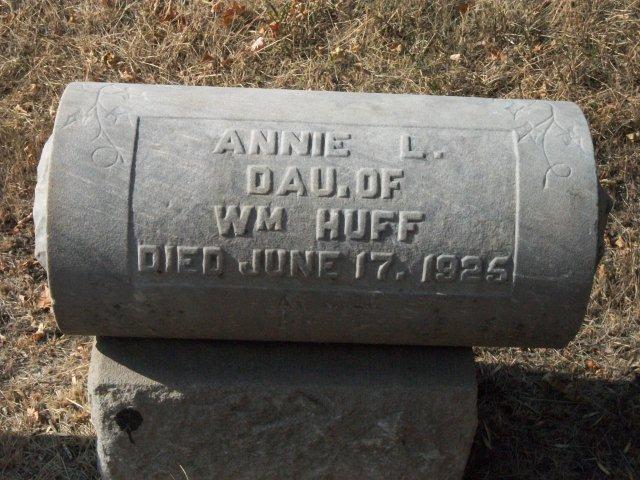 ANNIE L.
DAU. OF
WM HUFF
DIED JUNE 17, 1925